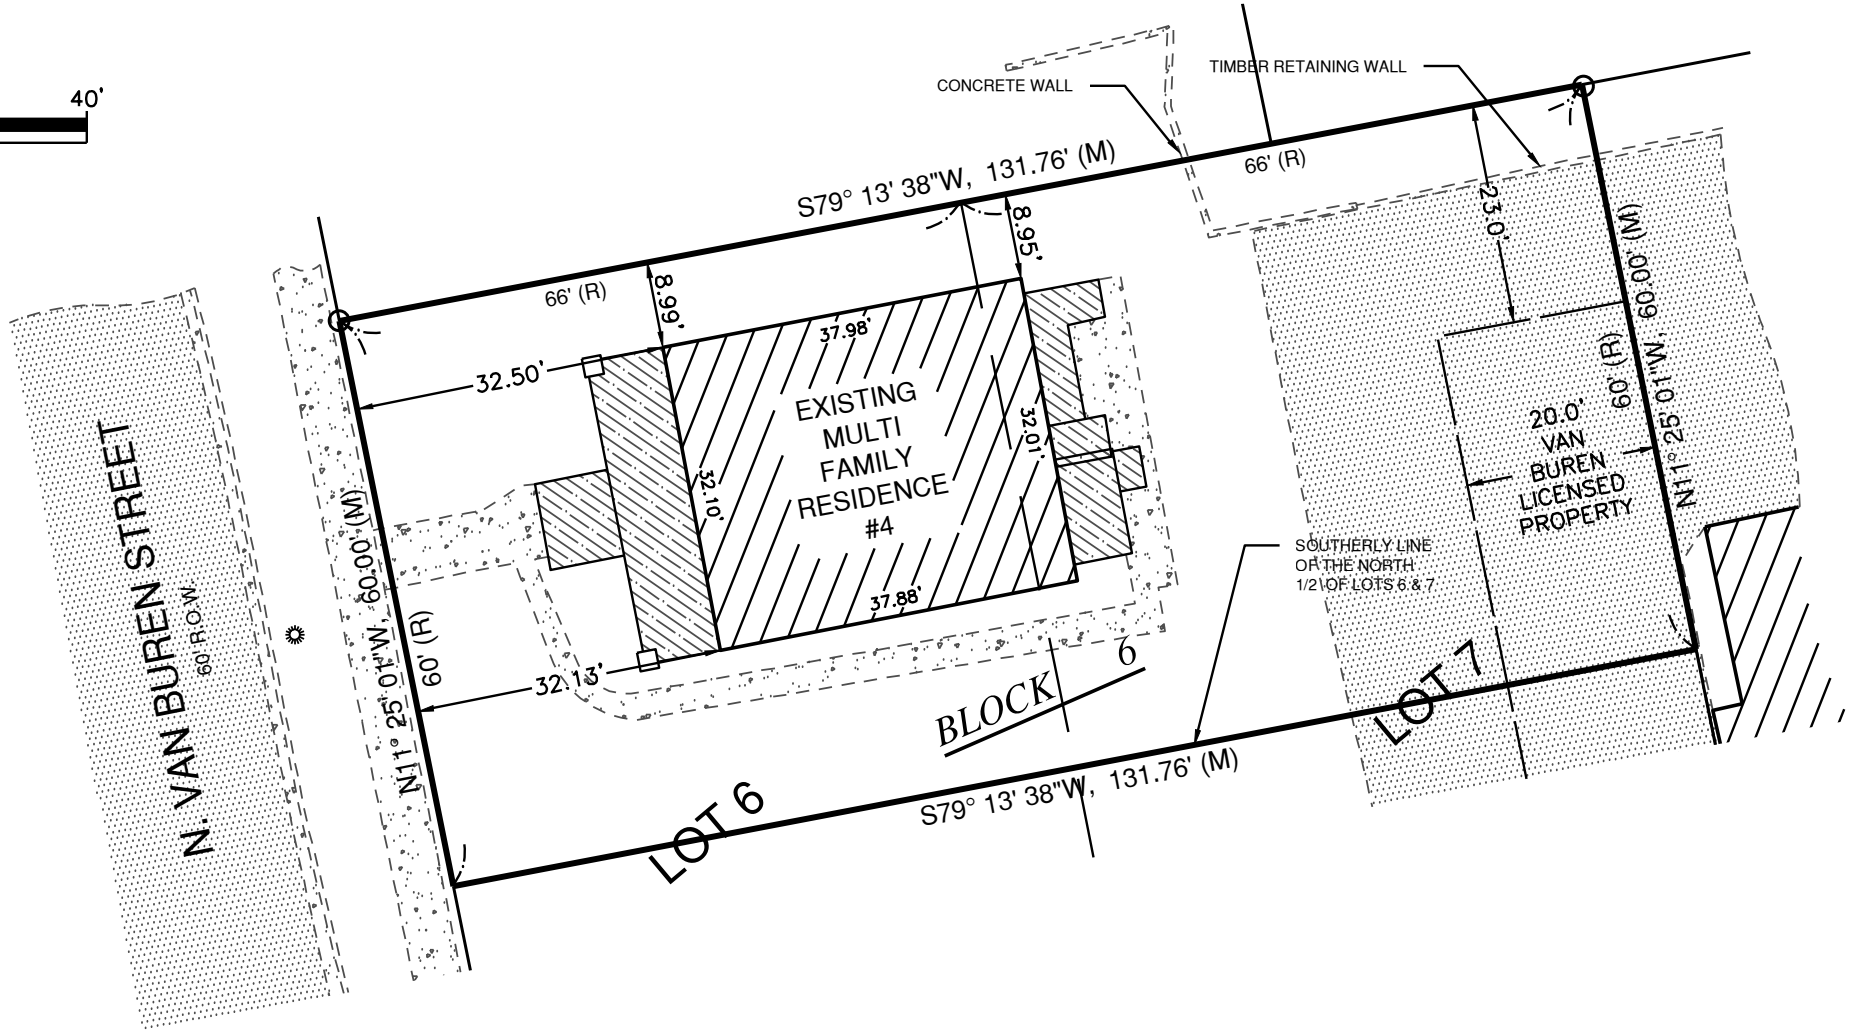 40'
CONCRETE WALL
TIMBER RETAINING WALL
S79° 13' 38"W, 131.76' (M)
66' (R)
66' (R)
8.99'
8.95'
23.0'
37.98'
32.50'
EXISTING
MULTI
FAMILY
RESIDENCE
#4
32.10'
32.01'
37.88'
32.13'
N. VAN BUREN STREET
60' R.O.W.
N11° 25' 01"W, 60.00' (M)
60' (R)
20.0'
VAN
BUREN
LICENSED
PROPERTY
N11° 25' 01"W, 60.00' (M)
60' (R)
SOUTHERLY LINE
OF THE NORTH
1/2 OF LOTS 6 & 7
BLOCK 6
LOT 7
LOT 6
S79° 13' 38"W, 131.76' (M)